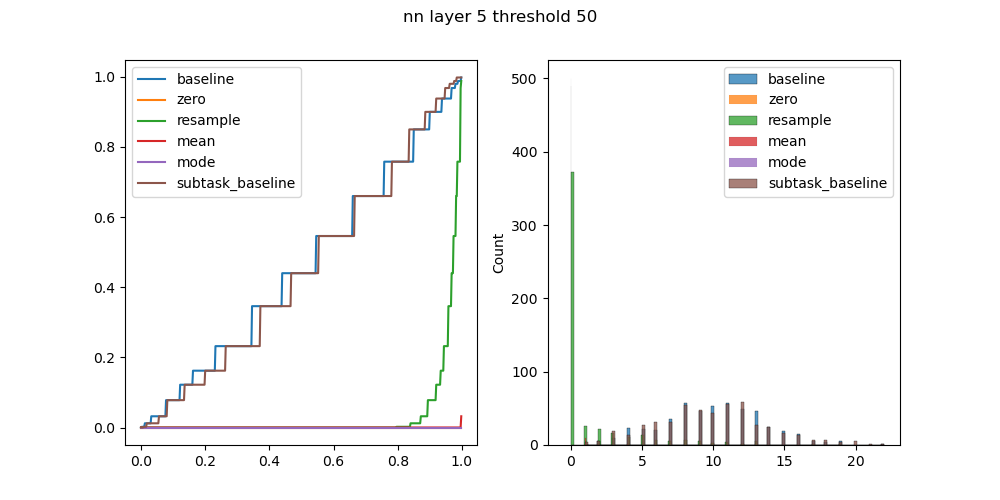 nn layer 5 threshold 50
baseline
zero
resample
mean
mode
subtask_baseline
1.0
0.8
0.6
0.4
0.2
0.0
0.0 0.2 0.4 0.6 0.8 1.0
baseline
zero
resample
mean
mode
subtask_baseline
Count
500
400
300
200
100
0
0 5 10 15 20